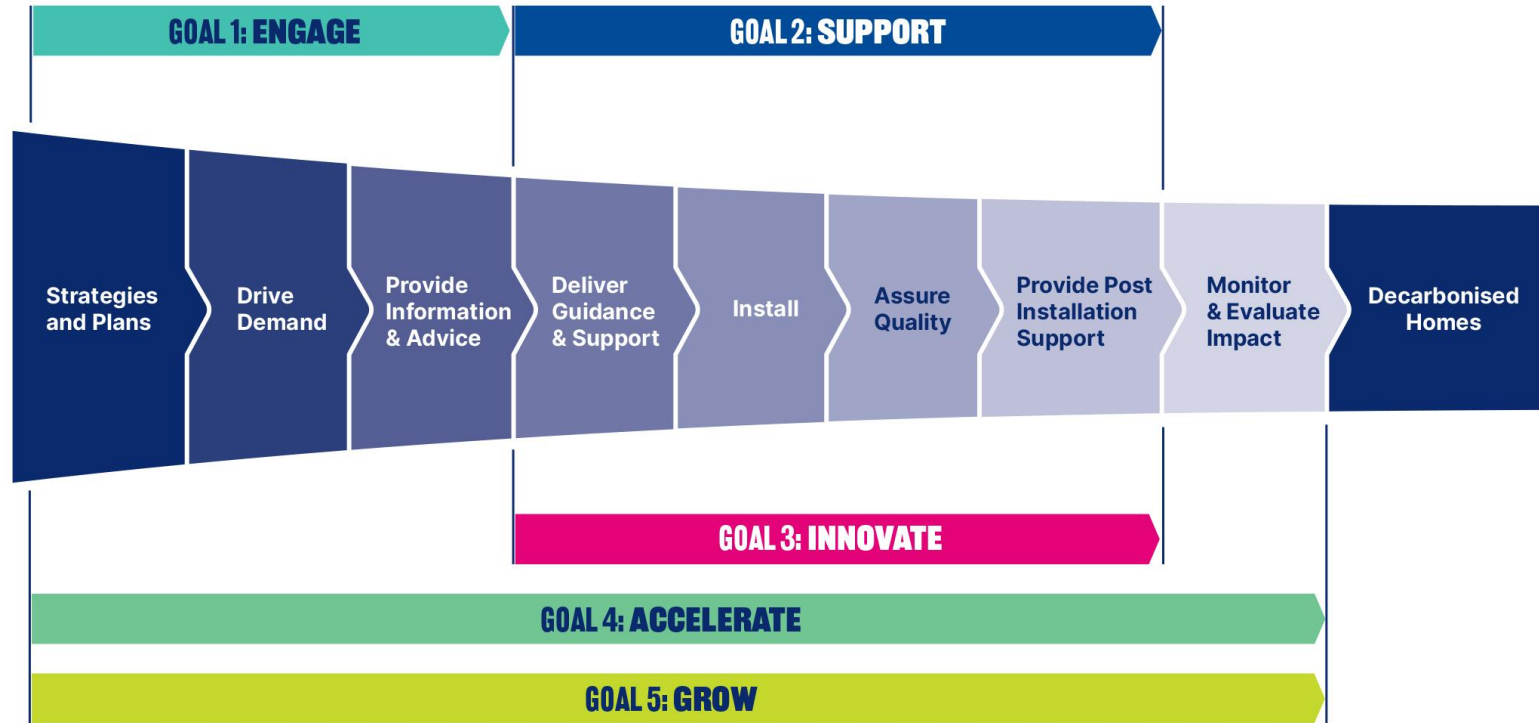 GOAL 1: ENGAGE
GOAL 2: SUPPORT
Strategies
and Plans
Drive
Demand
Provide
Information
& Advice
Deliver
Guidance
& Support
Install
Assure
Quality
Provide Post
Installation
Support
Monitor
& Evaluate
Impact
Decarbonised
Homes
GOAL 3: INNOVATE
GOAL 4: ACCELERATE
GOAL 5: GROW